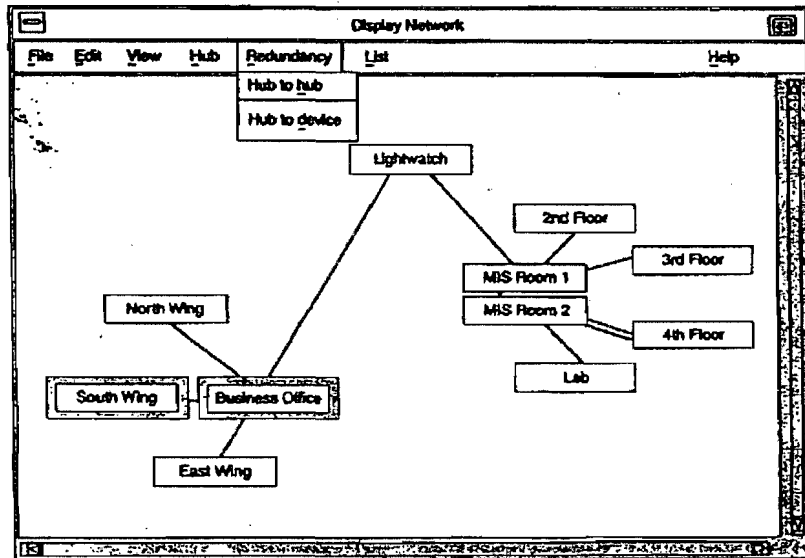 Display Network
File Edit View Hub Redundancy List Help
Hub to hub
Hub to device
Lightwatch
2nd Floor
3rd Floor
MIS Room 1
MIS Room 2
North Wing
4th Floor
South Wing
Business Office
Lab
East Wing